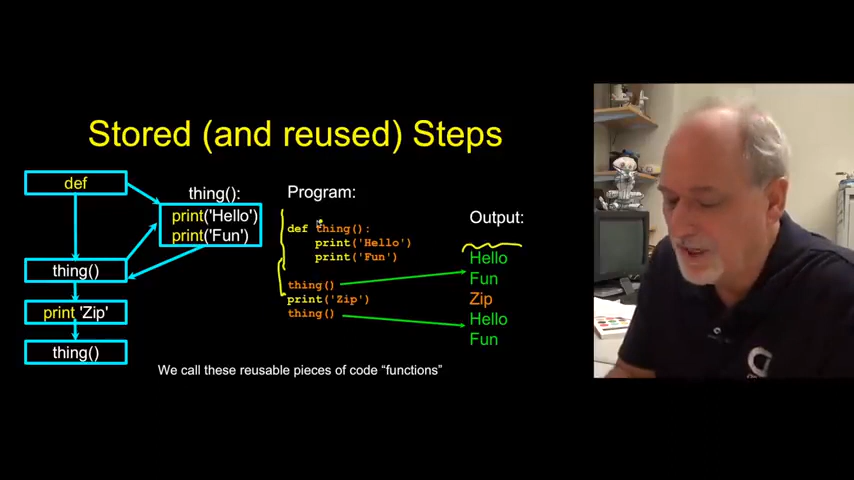 Stored (and reused) Steps
def
thing():
print('Hello')
print('Fun')
thing()
print 'Zip'
thing()
Program:
def thing():
print('Hello')
print('Fun')
thing()
print('Zip')
thing()
Output:
Hello
Fun
Zip
Hello
Fun
We call these reusable pieces of code “functions”